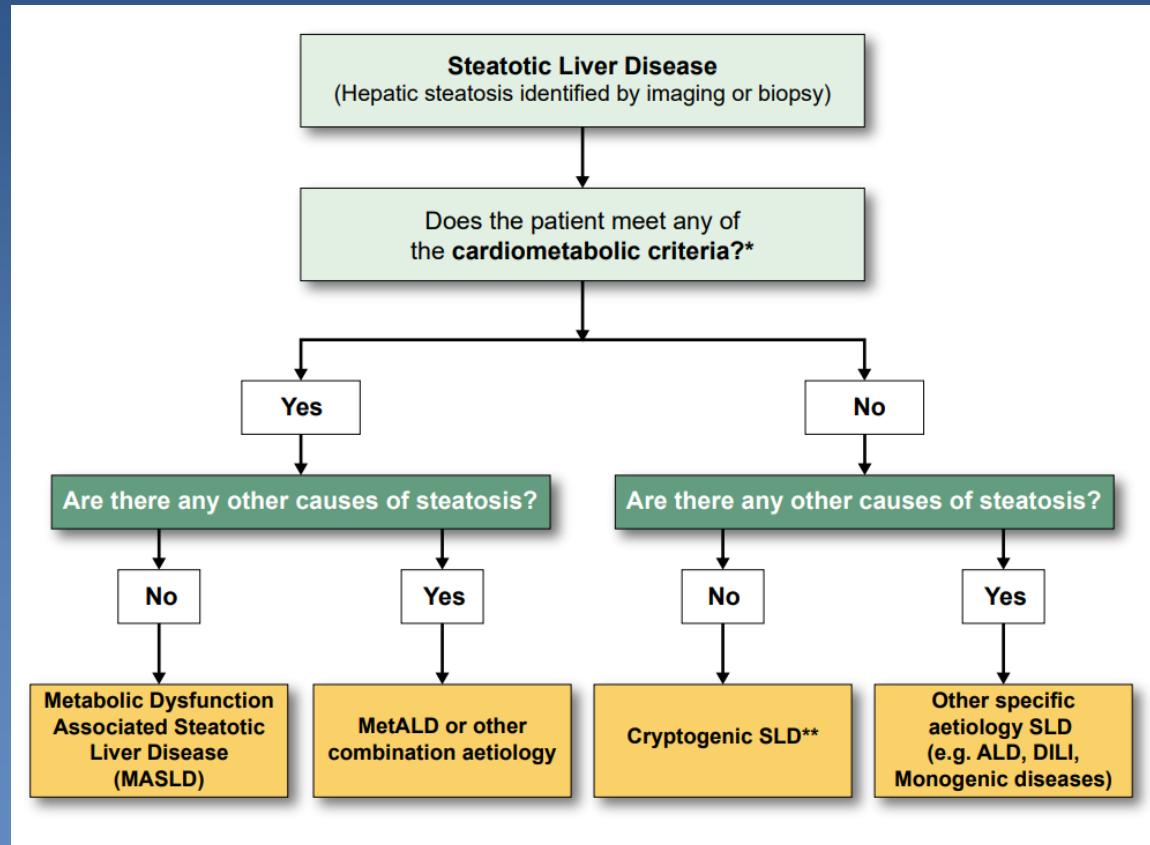 Steatotic Liver Disease
(Hepatic steatosis identified by imaging or biopsy)
Does the patient meet any of
the cardiometabolic criteria?*
Yes
No
Are there any other causes of steatosis?
Are there any other causes of steatosis?
No
Yes
No
Yes
Metabolic Dysfunction
Associated Steatotic
Liver Disease
(MASLD)
MetALD or other
combination aetiology
Cryptogenic SLD**
Other specific
aetiology SLD
(e.g. ALD, DILI,
Monogenic diseases)